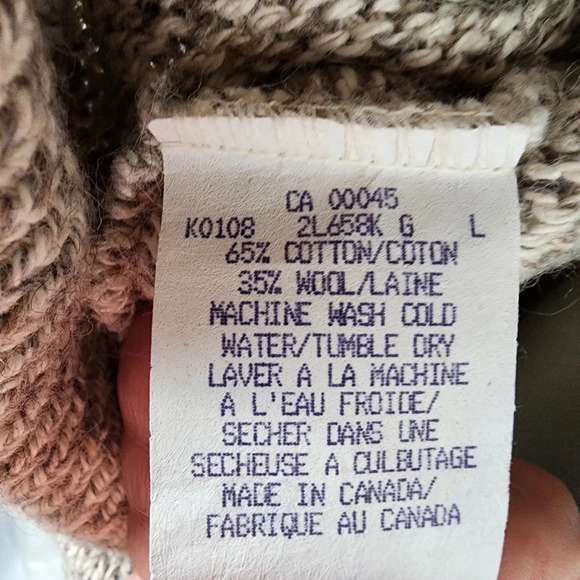 CA 00045
K0108 2L658K G L
65% COTTON/COTON
35% WOOL/LAINE
MACHINE WASH COLD
WATER/TUMBLE DRY
LAVER A LA MACHINE
A L'EAU FROIDE/
SECHER DANS UNE
SECHEUSE A CULBUTAGE
MADE IN CANADA/
FABRIQUE AU CANADA